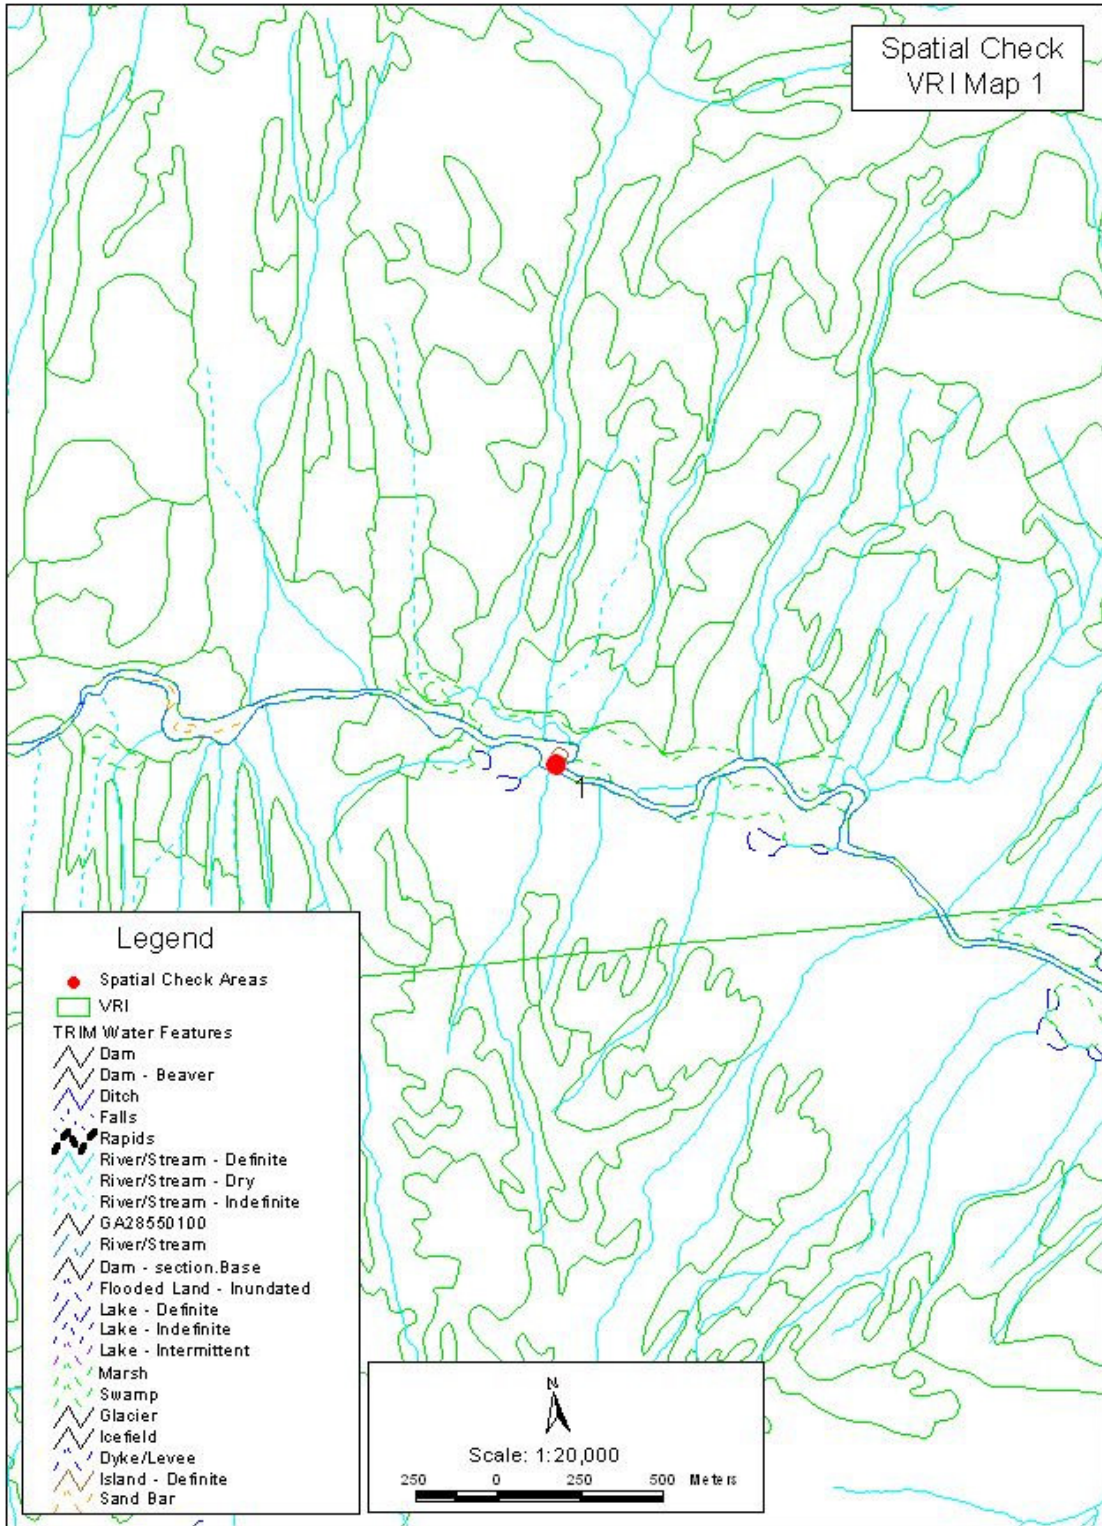 Spatial Check
VRI Map 1
1
Legend
Spatial Check Areas
VRI
TRIM Water Features
Dam
Dam - Beaver
Ditch
Falls
Rapids
River/Stream - Definite
River/Stream - Dry
River/Stream - Indefinite
GA28550100
River/Stream
Dam - section.Base
Flooded Land - Inundated
Lake - Definite
Lake - Indefinite
Lake - Intermittent
Marsh
Swamp
Glacier
Icefield
Dyke/Levee
Island - Definite
Sand Bar
N
Scale: 1:20,000
250 0 250 500 Meters